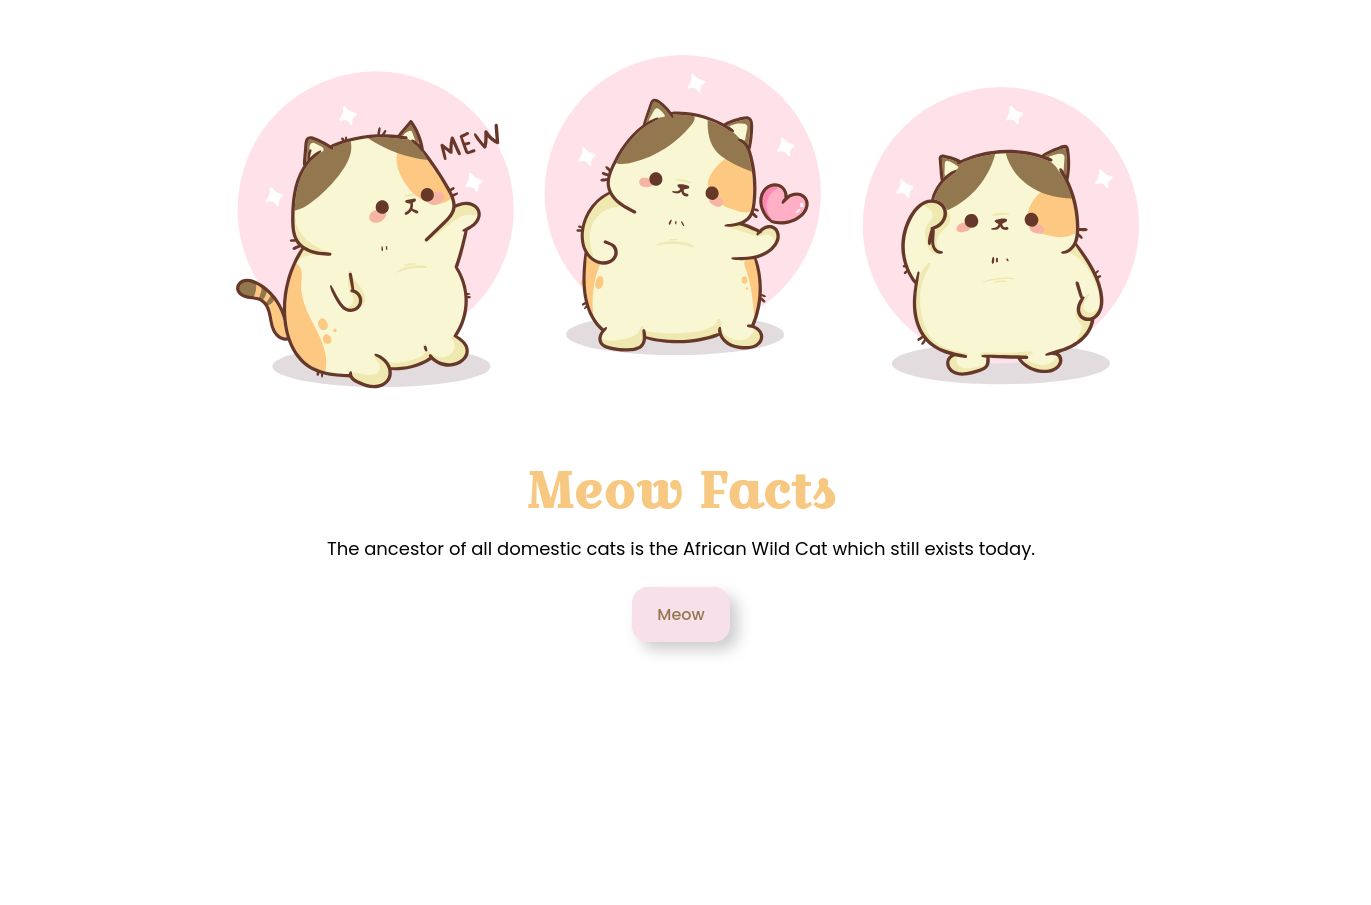 MEW
Meow Facts
The ancestor of all domestic cats is the African Wild Cat which still exists today.
Meow